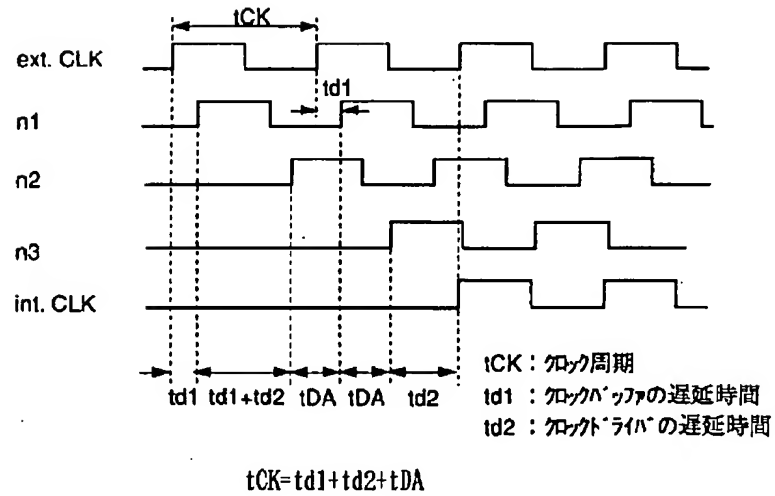 tCK
ext. CLK
td1
n1
n2
n3
int. CLK
td1 td1+td2 tDA tDA td2
tCK：ｸﾛｯｸ周期
td1：ｸﾛｯｸﾊﾞｯﾌｧの遅延時間
td2：ｸﾛｯｸﾄﾞﾗｲﾊﾞの遅延時間
tCK=td1+td2+tDA